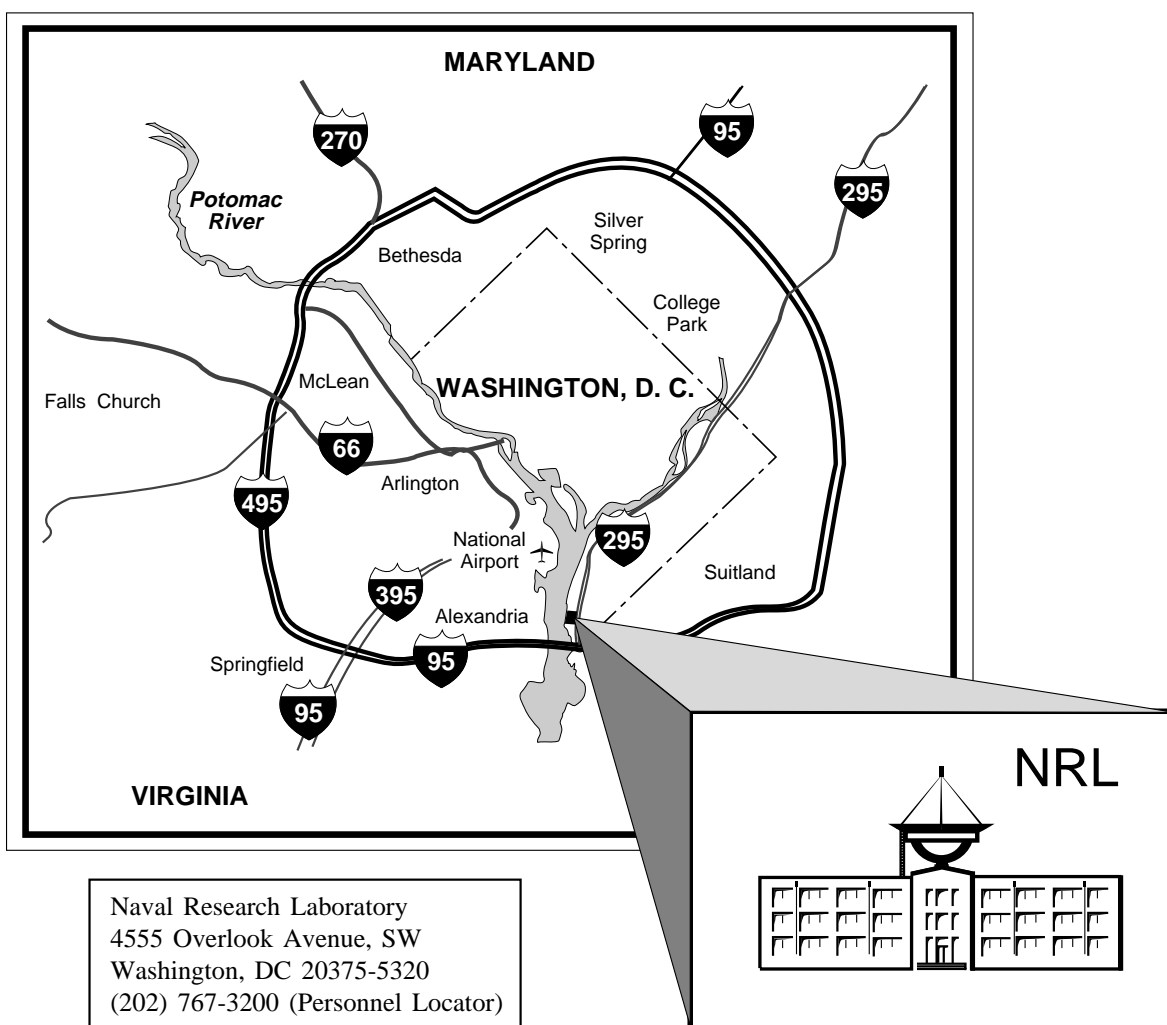 MARYLAND
270
95
295
Potomac
River
Silver
Spring
Bethesda
College
Park
McLean
WASHINGTON, D. C.
Falls Church
66
Arlington
495
National
Airport
295
Suitland
395
Alexandria
Springfield
95
95
VIRGINIA
NRL
Naval Research Laboratory
4555 Overlook Avenue, SW
Washington, DC 20375-5320
(202) 767-3200 (Personnel Locator)